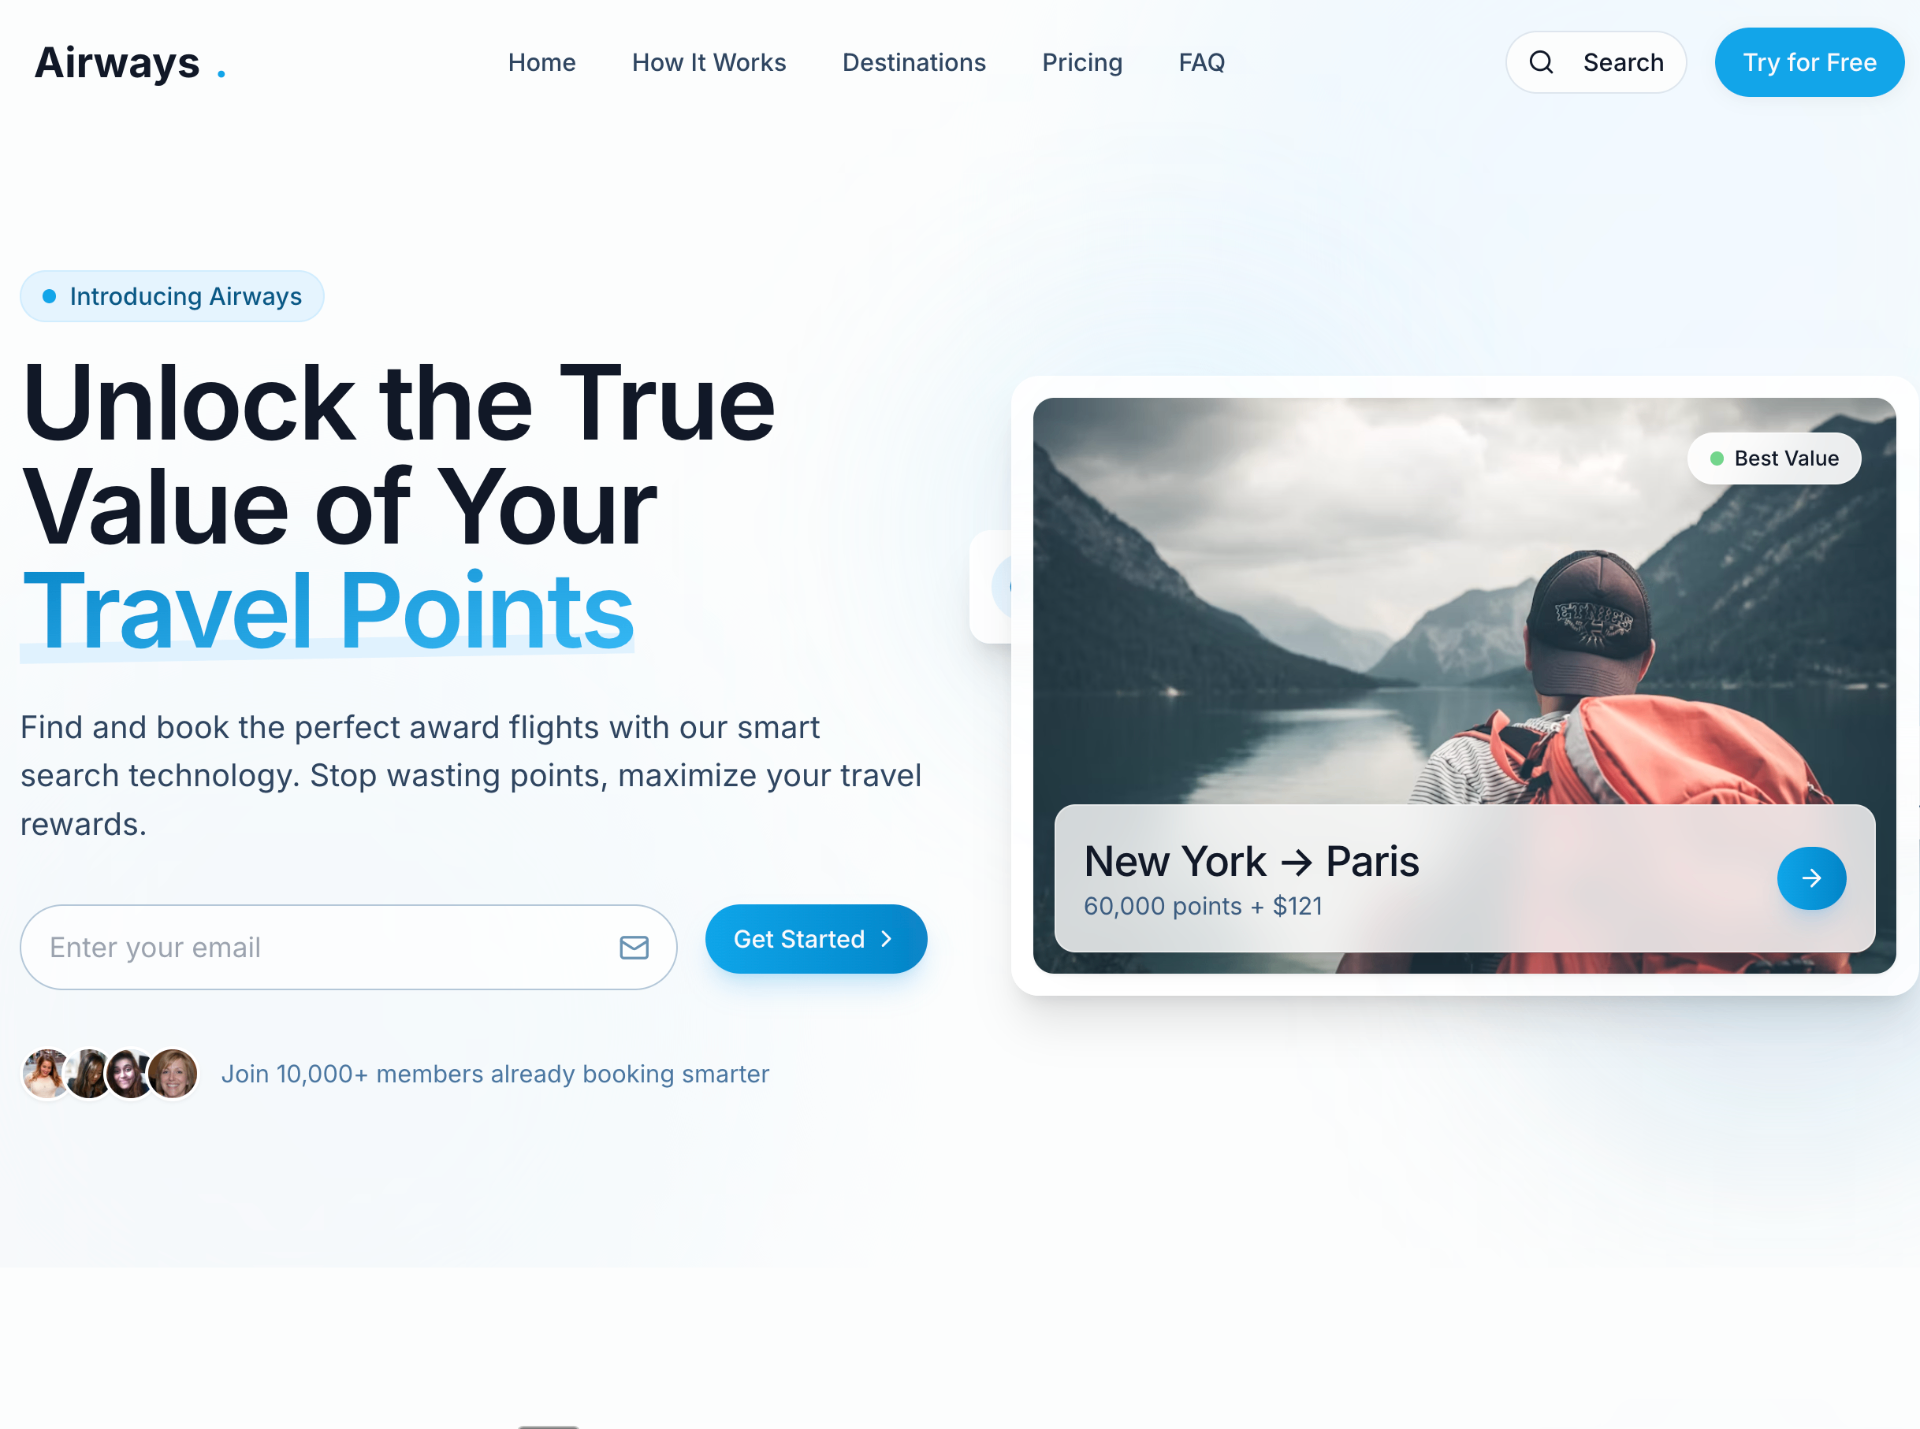 Airways .
Home
How It Works
Destinations
Pricing
FAQ
Search
Try for Free
Introducing Airways
Unlock the True
Value of Your
Travel Points
Find and book the perfect award flights with our smart
search technology. Stop wasting points, maximize your travel
rewards.
Enter your email
Get Started
Join 10,000+ members already booking smarter
Best Value
ETNIES
New York → Paris
60,000 points + $121